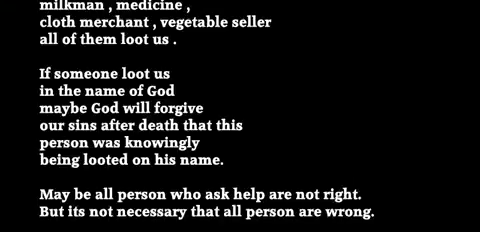 milkman , medicine ,
cloth merchant , vegetable seller
all of them loot us .
If someone loot us
in the name of God
maybe God will forgive
our sins after death that this
person was knowingly
being looted on his name.
May be all person who ask help are not right.
But its not necessary that all person are wrong.